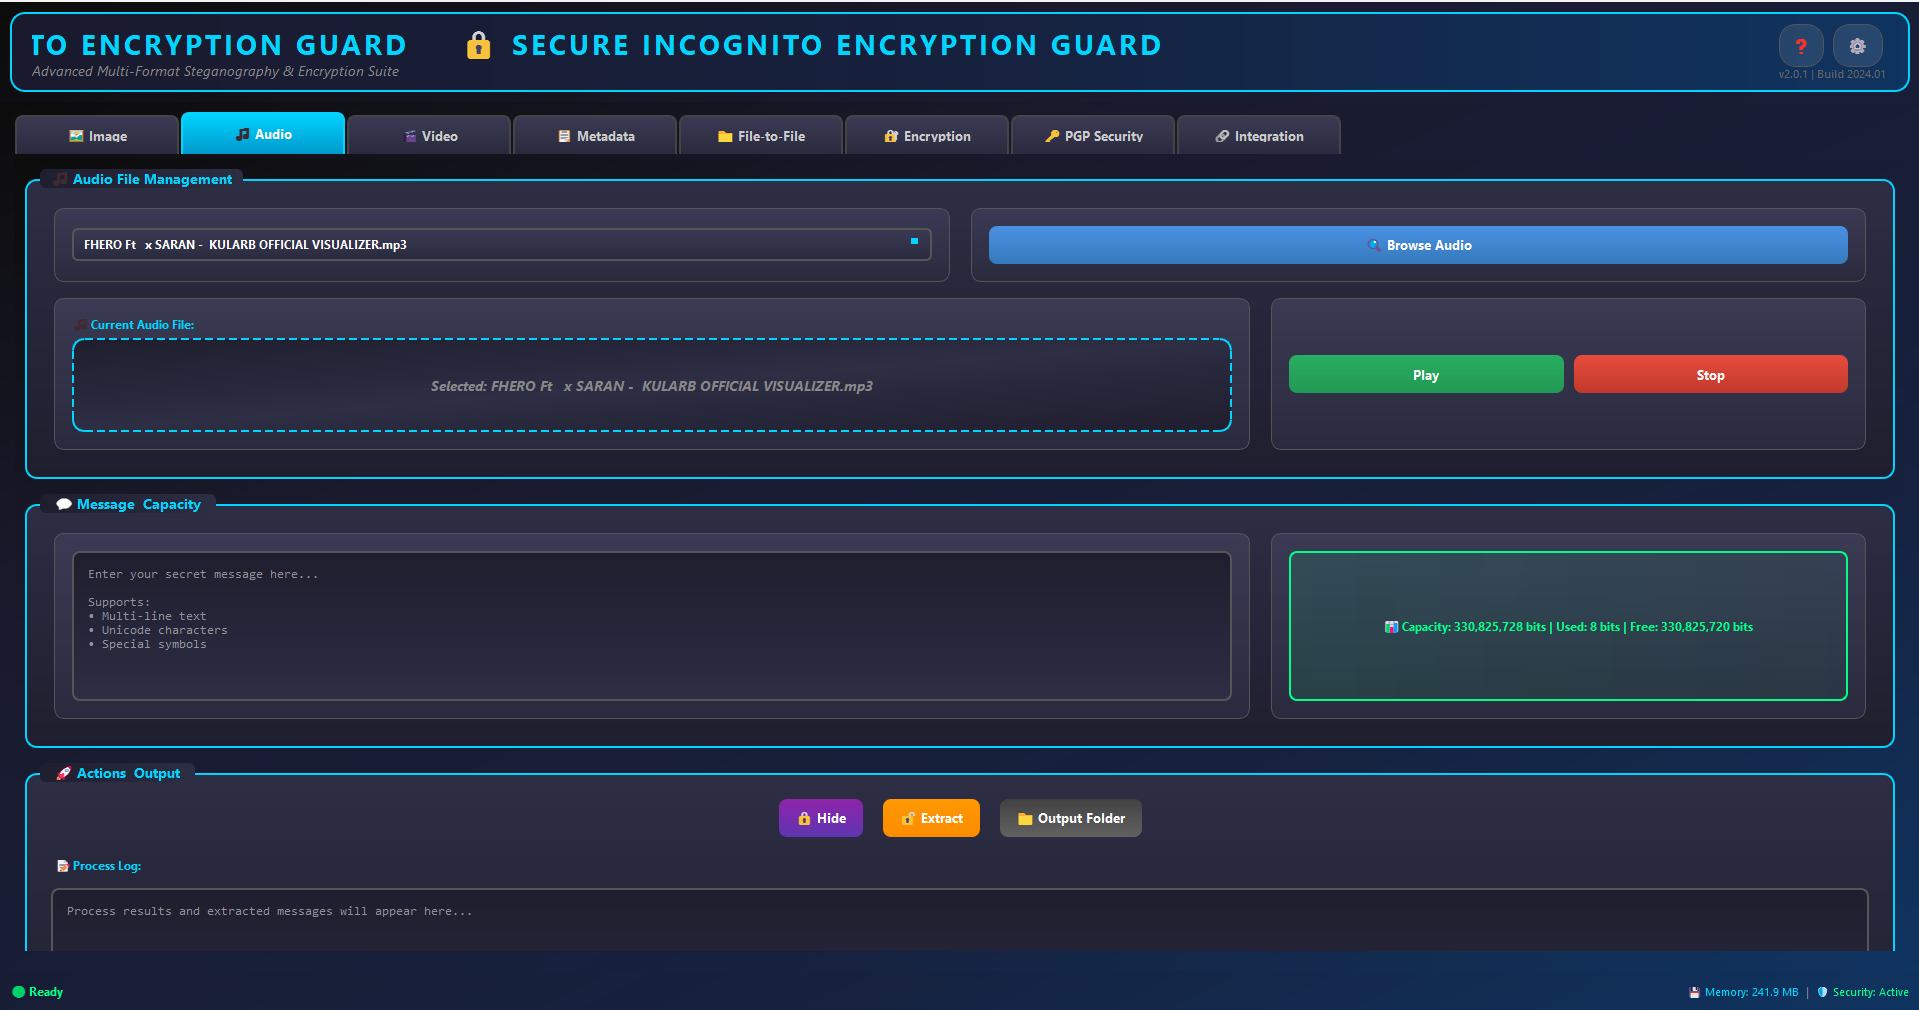 TO ENCRYPTION GUARD
🔒 SECURE INCOGNITO ENCRYPTION GUARD
Advanced Multi-Format Steganography & Encryption Suite
❓ ⚙
v2.0.1 | Build 2024.01
🖼️ Image
🎵 Audio
🎬 Video
📋 Metadata
📁 File-to-File
🔐 Encryption
🔑 PGP Security
🔗 Integration
🎵 Audio File Management
FHERO Ft   x SARAN -  KULARB OFFICIAL VISUALIZER.mp3
🔍 Browse Audio
🎵 Current Audio File:
Selected: FHERO Ft   x SARAN -  KULARB OFFICIAL VISUALIZER.mp3
Play
Stop
💬 Message  Capacity
Enter your secret message here...
Supports:
• Multi-line text
• Unicode characters
• Special symbols
📊 Capacity: 330,825,728 bits | Used: 8 bits | Free: 330,825,720 bits
🚀 Actions  Output
🔒 Hide
🔓 Extract
📁 Output Folder
📝 Process Log:
Process results and extracted messages will appear here...
Ready
💾 Memory: 241.9 MB | 🛡️ Security: Active